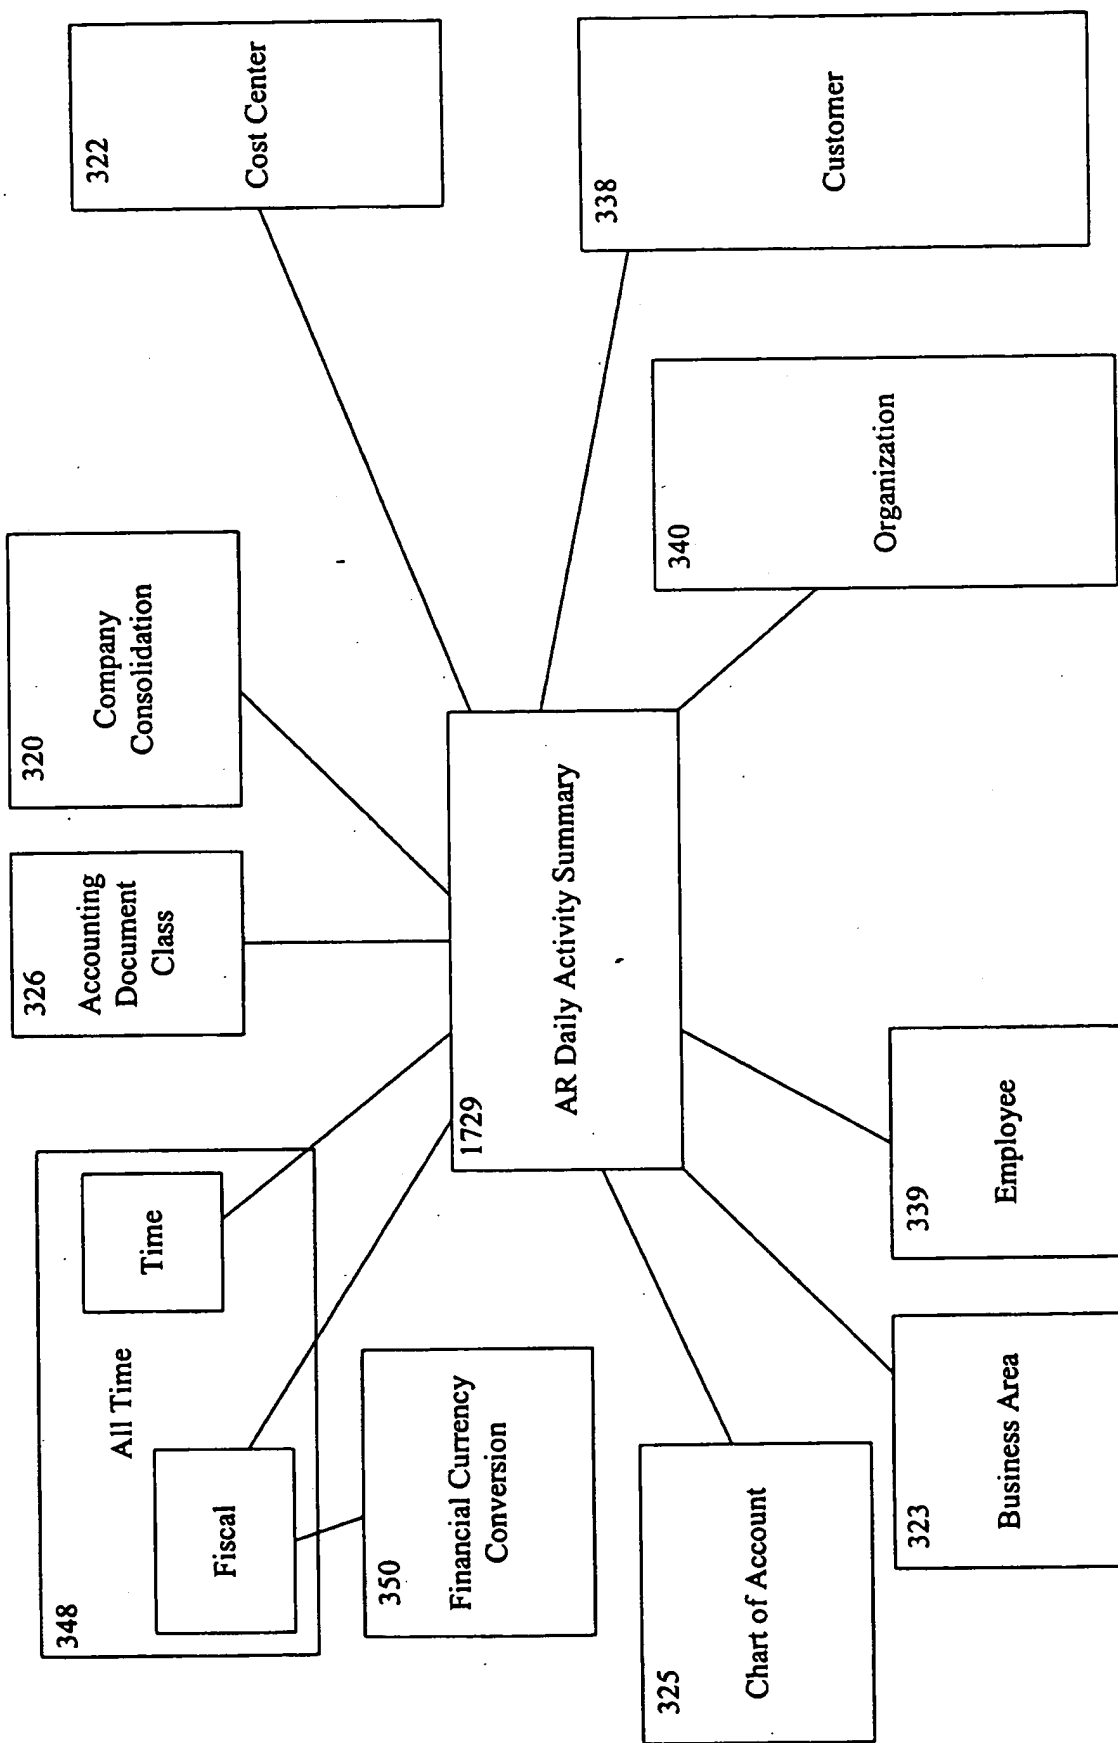 348
All Time
Fiscal
Time
326
Accounting
Document
Class
320
Company
Consolidation
322
Cost Center
350
Financial Currency
Conversion
1729
AR Daily Activity Summary
338
Customer
325
Chart of Account
340
Organization
323
Business Area
339
Employee